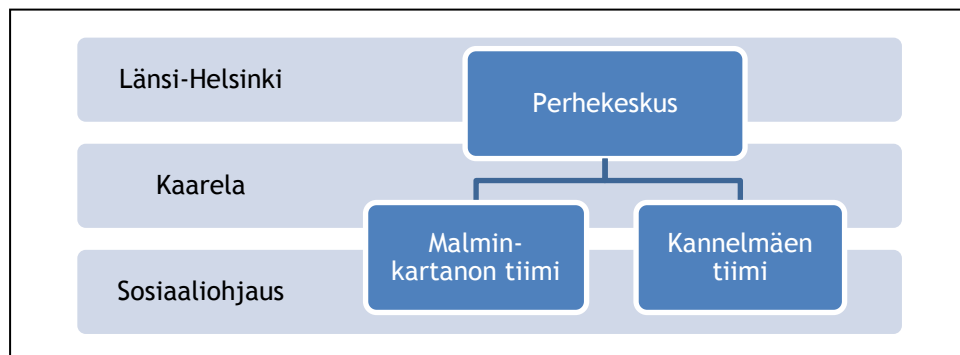 Länsi-Helsinki
Perhekeskus
Kaarela
Malmin-
kartanon tiimi
Kannelmäen
tiimi
Sosiaaliohjaus